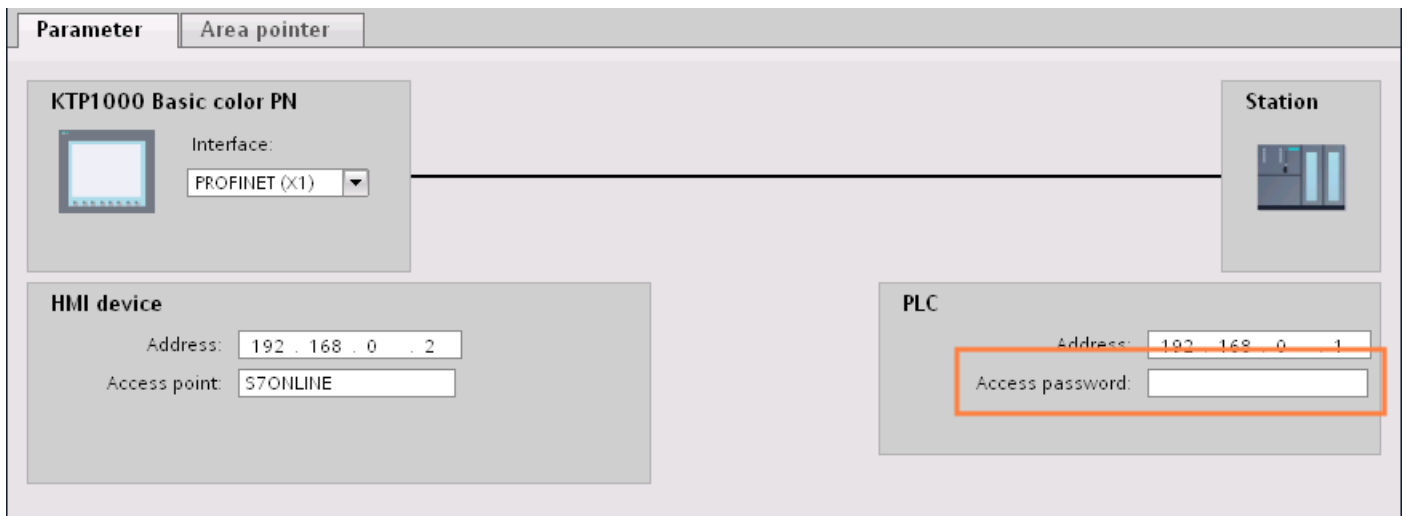 Parameter Area pointer
KTP1000 Basic color PN
Interface:
PROFINET (X1)
Station
HMI device
Address: 192 . 168 . 0 . 2
Access point: S7ONLINE
PLC
Address: 192 . 168 . 0 . 1
Access password: